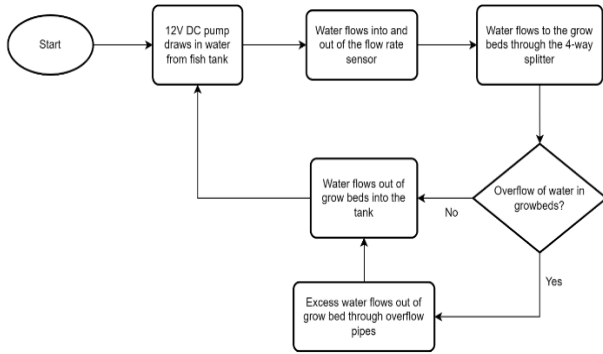 Start
12V DC pump
draws in water
from fish tank
Water flows into and
out of the flow rate
sensor
Water flows to the grow
beds through the 4-way
splitter
Overflow of water in
growbeds?
No
Yes
Water flows out of
grow beds into the
tank
Excess water flows out of
grow bed through overflow
pipes